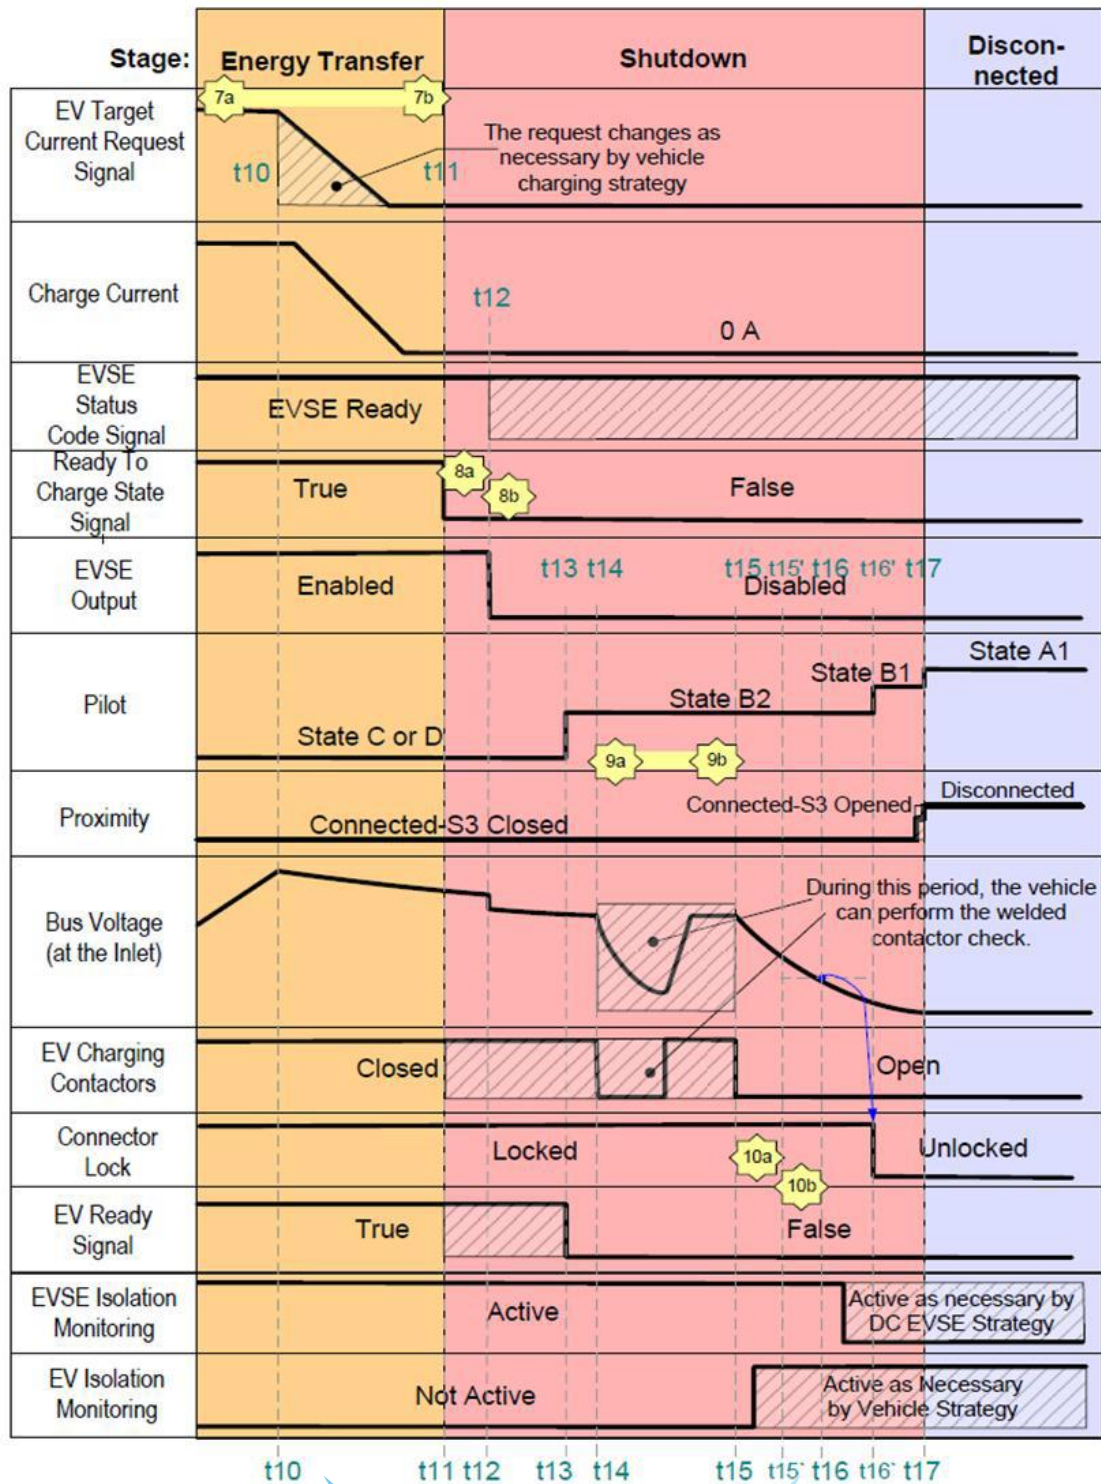 Stage:
Energy Transfer
Shutdown
Discon-
nected
EV Target
Current Request
Signal
7a
7b
t10
t11
The request changes as
necessary by vehicle
charging strategy
Charge Current
t12
0 A
EVSE
Status
Code Signal
EVSE Ready
Ready To
Charge State
Signal
True
8a
8b
False
EVSE
Output
Enabled
t13 t14
t15 t15' t16 t16' t17
Disabled
Pilot
State C or D
State B2
State B1
State A1
9a
9b
Proximity
Connected-S3 Closed
Connected-S3 Opened
Disconnected
Bus Voltage
(at the Inlet)
During this period, the vehicle
can perform the welded
contactor check.
EV Charging
Contactors
Closed
Open
Connector
Lock
Locked
10a
10b
Unlocked
EV Ready
Signal
True
False
EVSE Isolation
Monitoring
Active
Active as necessary by
DC EVSE Strategy
EV Isolation
Monitoring
Not Active
Active as Necessary
by Vehicle Strategy
t10 t11 t12 t13 t14 t15 t15' t16 t16' t17